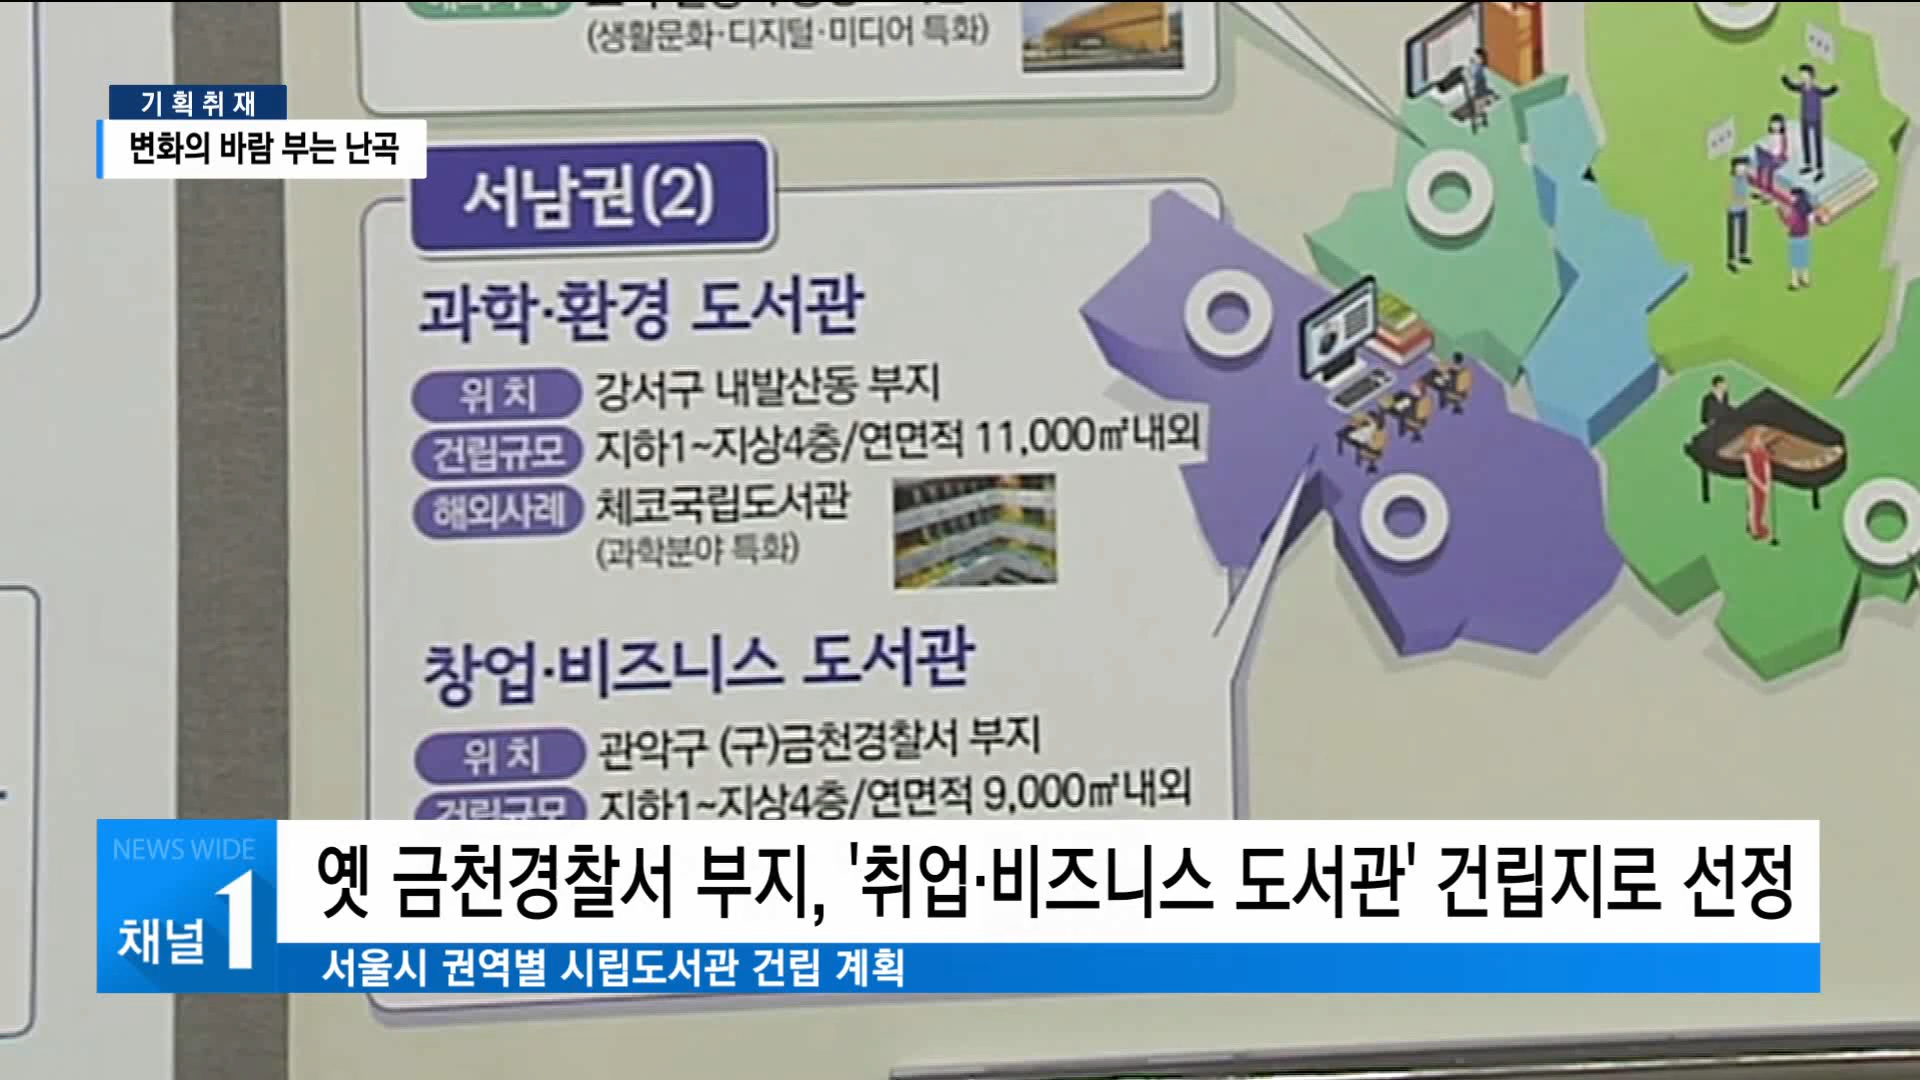 (생활문화·디지털·미디어 특화)
기획취재
변화의 바람 부는 난곡
서남권(2)
과학·환경 도서관
위치 강서구 내발산동 부지
건립규모 지하1~지상4층/연면적 11,000㎡내외
해외사례 체코국립도서관
(과학분야 특화)
창업·비즈니스 도서관
위치 관악구 (구)금천경찰서 부지
건립규모 지하1~지상4층/연면적 9,000㎡내외
NEWS WIDE
채널1
옛 금천경찰서 부지, '취업·비즈니스 도서관' 건립지로 선정
서울시 권역별 시립도서관 건립 계획